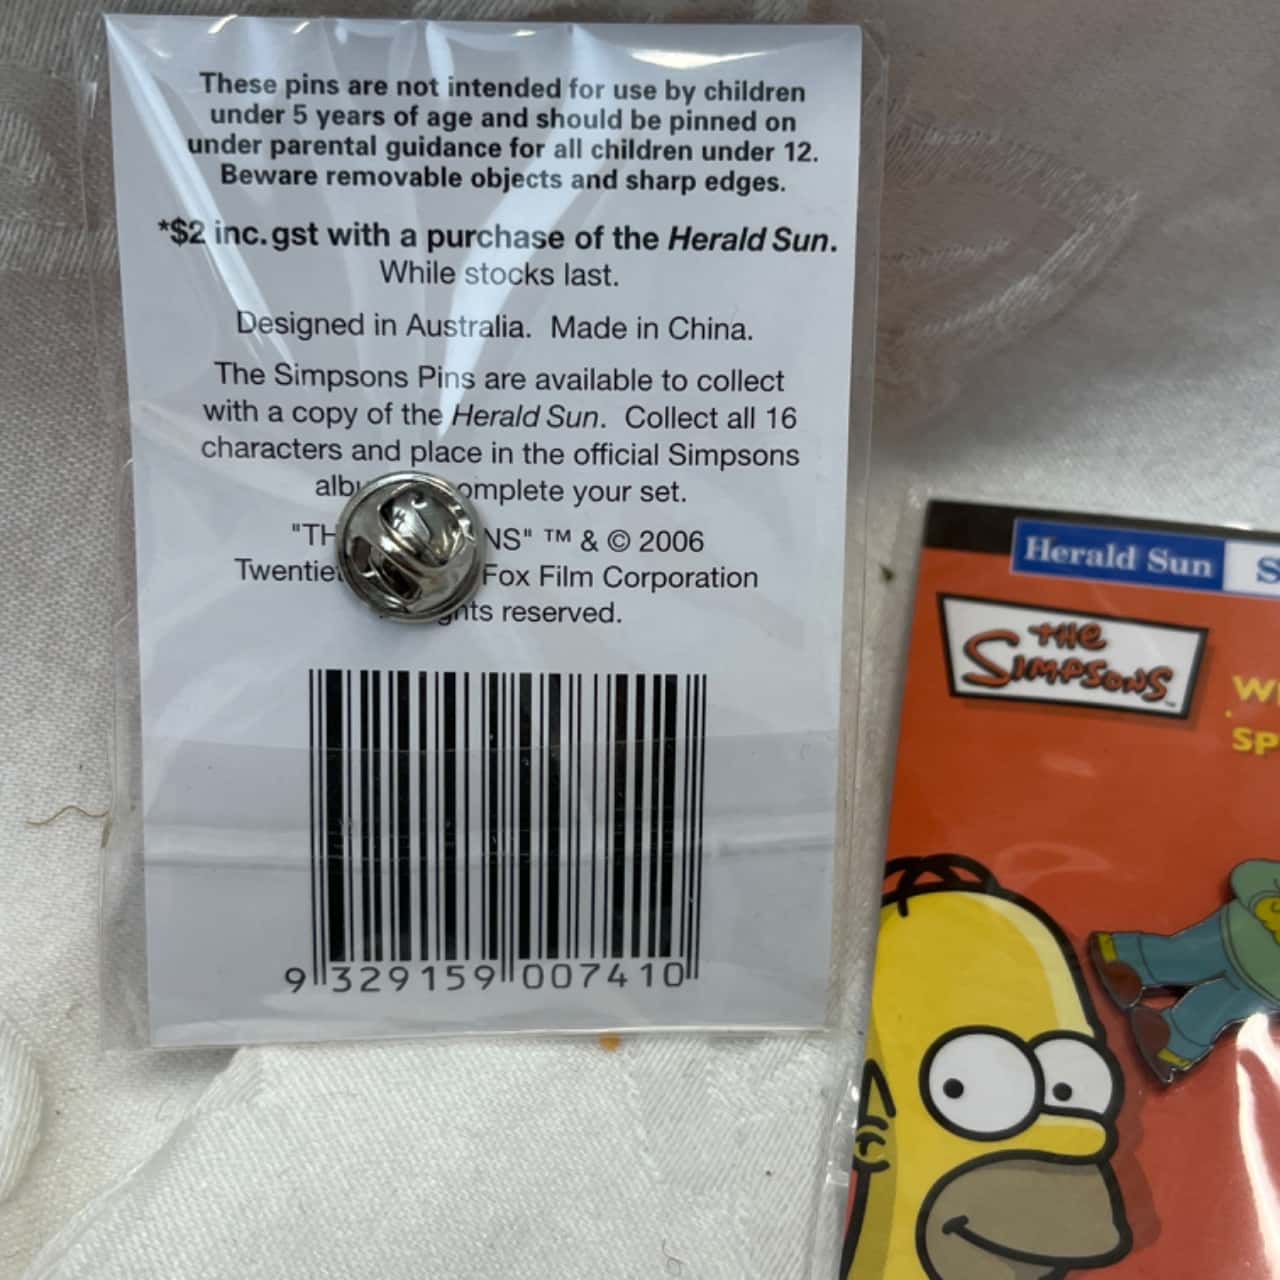 These pins are not intended for use by children
under 5 years of age and should be pinned on
under parental guidance for all children under 12.
Beware removable objects and sharp edges.
*$2 inc.gst with a purchase of the Herald Sun.
While stocks last.
Designed in Australia. Made in China.
The Simpsons Pins are available to collect
with a copy of the Herald Sun. Collect all 16
characters and place in the official Simpsons
your set.
™ & © 2006
Fox Film Corporation
reserved.
9 329159 007410
Herald Sun
THE
SIMPSONS™